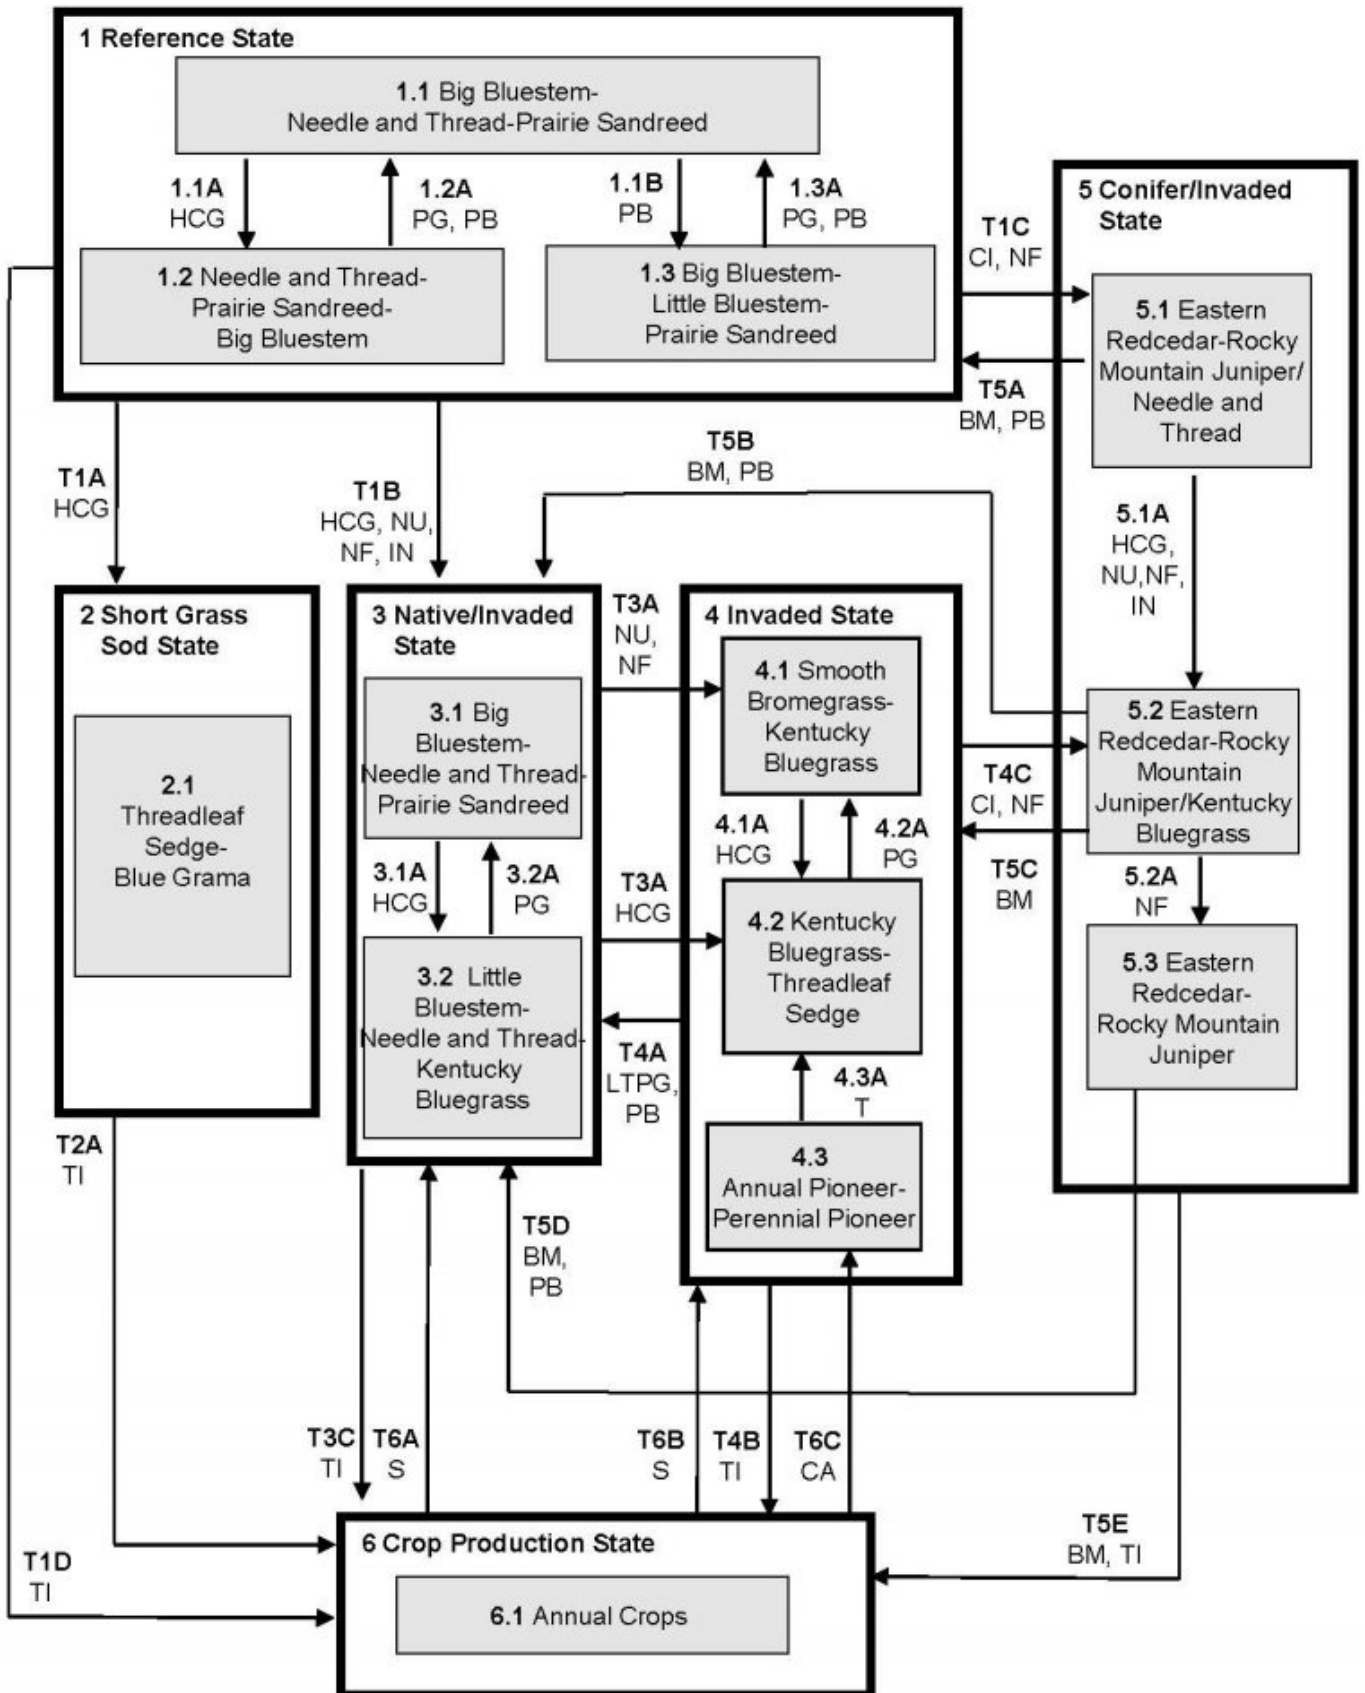 1 Reference State
1.1 Big Bluestem-
Needle and Thread-Prairie Sandreed
1.1A
HCG
1.2A
PG, PB
1.1B
PB
1.3A
PG, PB
1.2 Needle and Thread-
Prairie Sandreed-
Big Bluestem
1.3 Big Bluestem-
Little Bluestem-
Prairie Sandreed
T1C
CI, NF
T5A
BM, PB
5 Conifer/Invaded
State
5.1 Eastern
Redcedar-Rocky
Mountain Juniper/
Needle and
Thread
T1A
HCG
T1B
HCG, NU,
NF, IN
T5B
BM, PB
5.1A
HCG,
NU,NF,
IN
2 Short Grass
Sod State
2.1
Threadleaf
Sedge-
Blue Grama
3 Native/Invaded
State
3.1 Big
Bluestem-
Needle and Thread-
Prairie Sandreed
3.1A
HCG
3.2A
PG
3.2 Little
Bluestem-
Needle and Thread-
Kentucky
Bluegrass
T3A
NU,
NF
T3A
HCG
T4A
LTPG,
PB
4 Invaded State
4.1 Smooth
Bromegrass-
Kentucky
Bluegrass
4.1A
HCG
4.2A
PG
4.2 Kentucky
Bluegrass-
Threadleaf
Sedge
4.3A
T
4.3
Annual Pioneer-
Perennial Pioneer
T4C
CI, NF
T5C
BM
5.2 Eastern
Redcedar-Rocky
Mountain
Juniper/Kentucky
Bluegrass
5.2A
NF
5.3 Eastern
Redcedar-
Rocky Mountain
Juniper
T2A
TI
T5D
BM,
PB
T3C
TI
T6A
S
T6B
S
T4B
TI
T6C
CA
T5E
BM, TI
T1D
TI
6 Crop Production State
6.1 Annual Crops